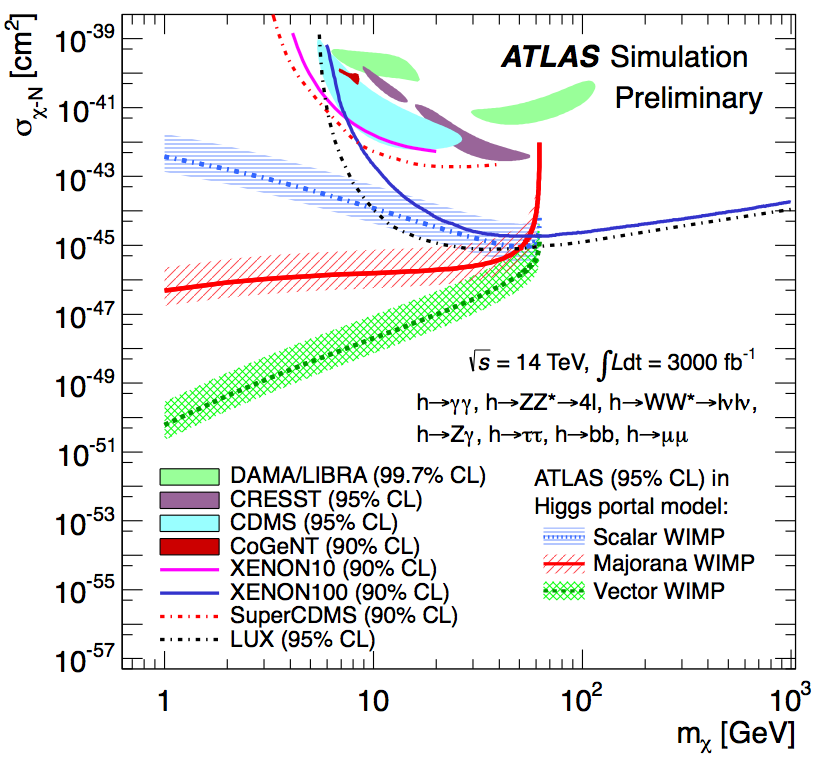 σχ-N [cm²]
10⁻³⁹
10⁻⁴¹
10⁻⁴³
10⁻⁴⁵
10⁻⁴⁷
10⁻⁴⁹
10⁻⁵¹
10⁻⁵³
10⁻⁵⁵
10⁻⁵⁷
ATLAS Simulation
Preliminary
√s = 14 TeV, ∫Ldt = 3000 fb⁻¹
h→γγ, h→ZZ*→4l, h→WW*→lνlν,
h→Zγ, h→ττ, h→bb, h→μμ
DAMA/LIBRA (99.7% CL)
CRESST (95% CL)
CDMS (95% CL)
CoGeNT (90% CL)
XENON10 (90% CL)
XENON100 (90% CL)
SuperCDMS (90% CL)
LUX (95% CL)
ATLAS (95% CL) in
Higgs portal model:
Scalar WIMP
Majorana WIMP
Vector WIMP
1 10 10² 10³
mχ [GeV]